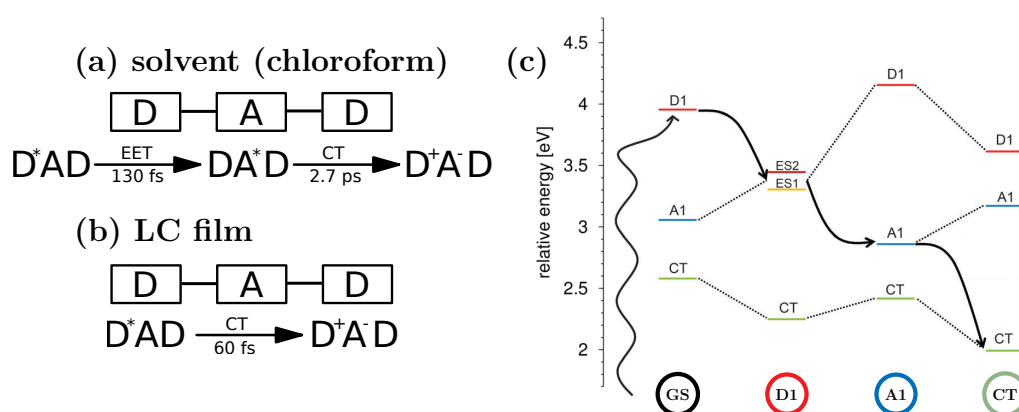 (a) solvent (chloroform)
D A D
D*AD EET 130 fs DA*D CT 2.7 ps D+A-D
(b) LC film
D A D
D*AD CT 60 fs D+A-D
(c)
relative energy [eV]
4.5
4
3.5
3
2.5
2
D1
A1
CT
ES2
ES1
CT
D1
A1
CT
D1
A1
CT
GS D1 A1 CT